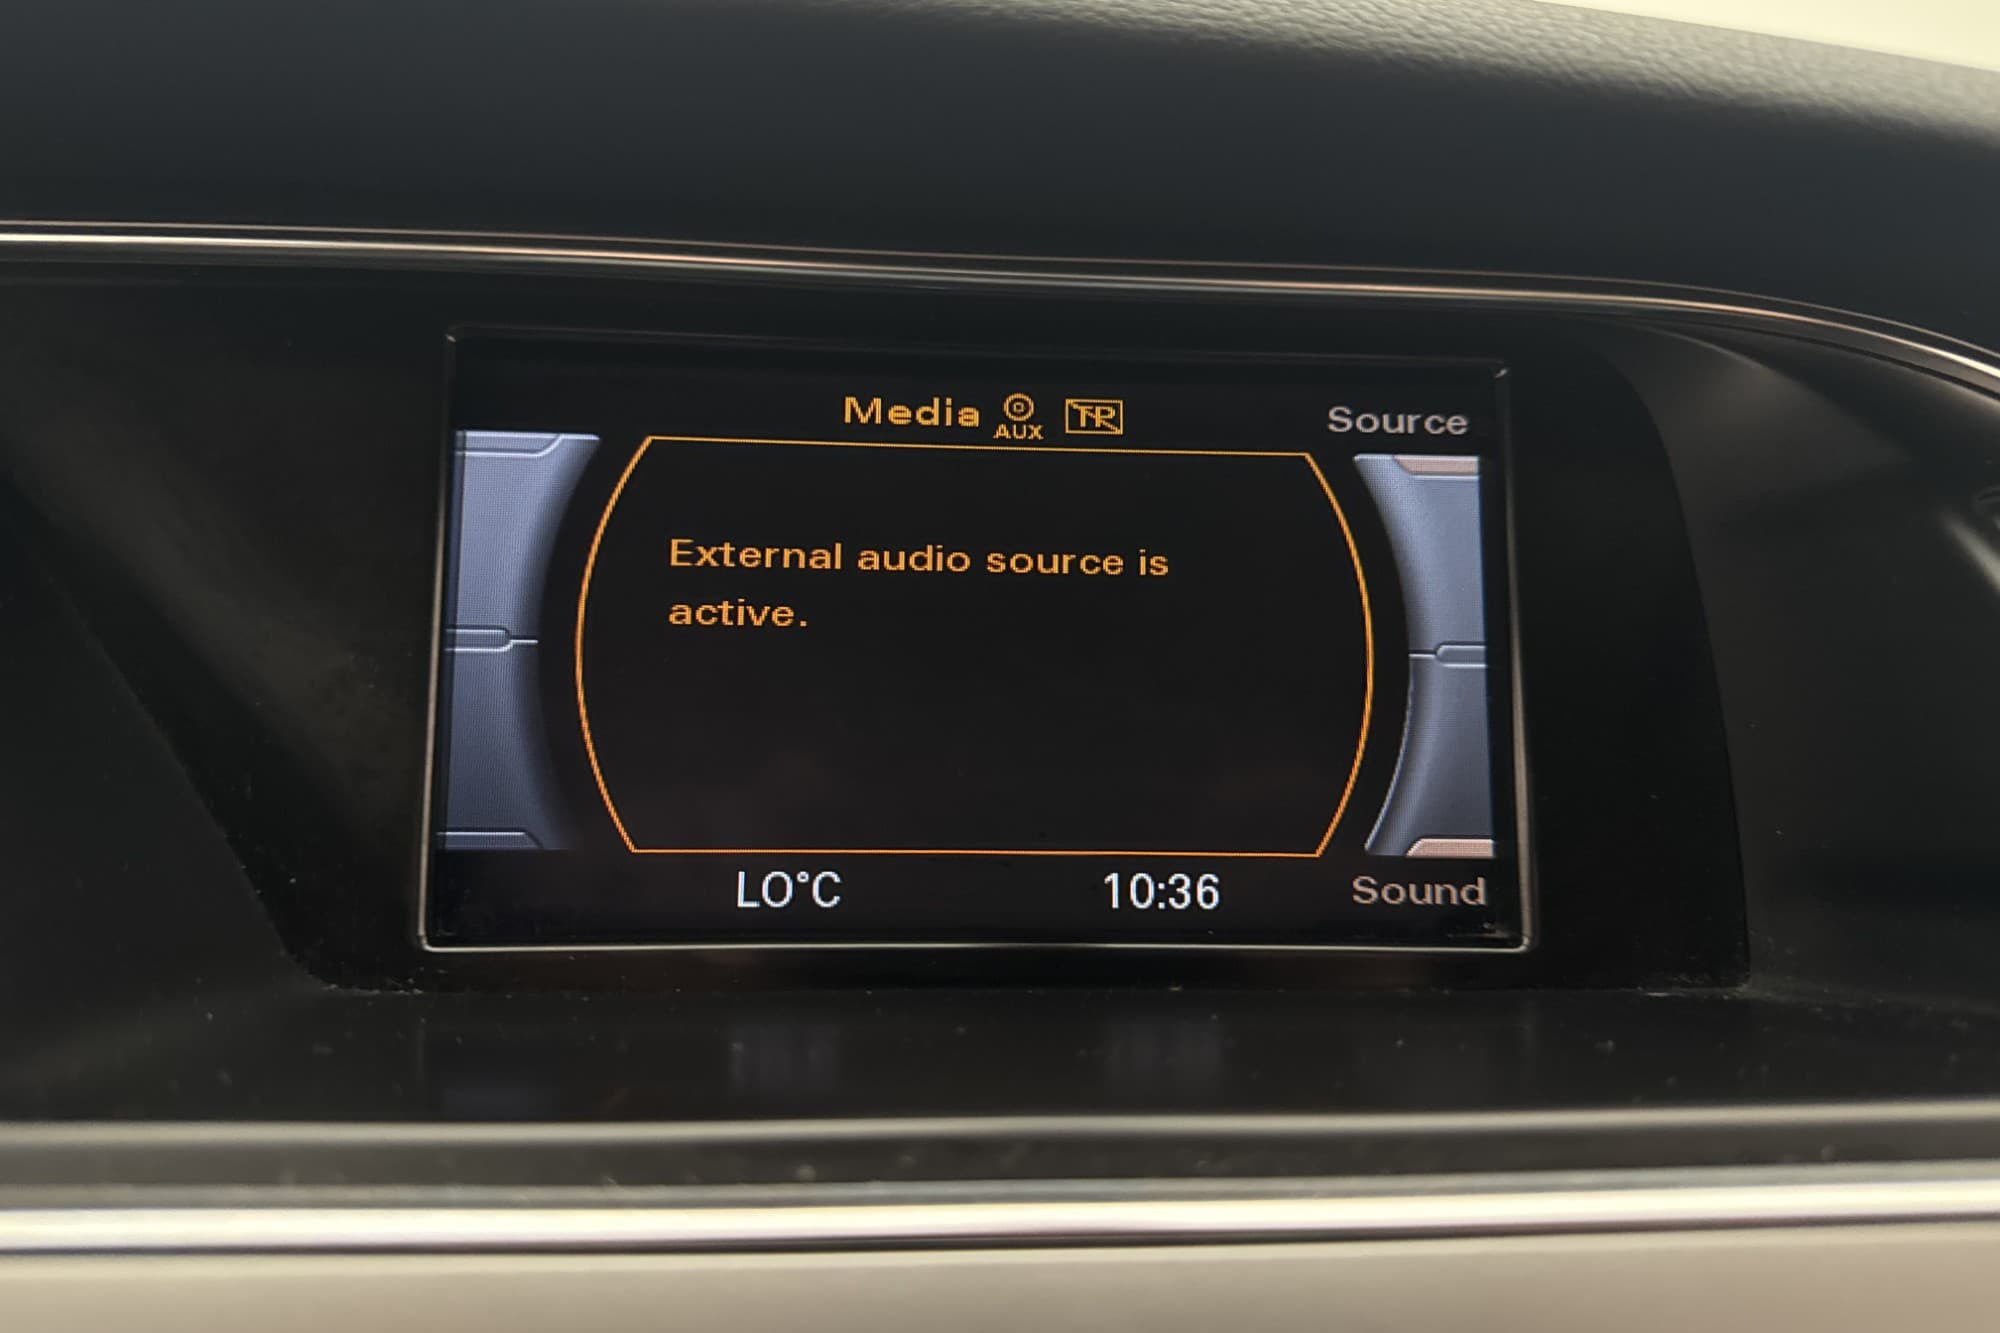 Media AUX TP
Source
External audio source is
active.
LO°C 10:36
Sound